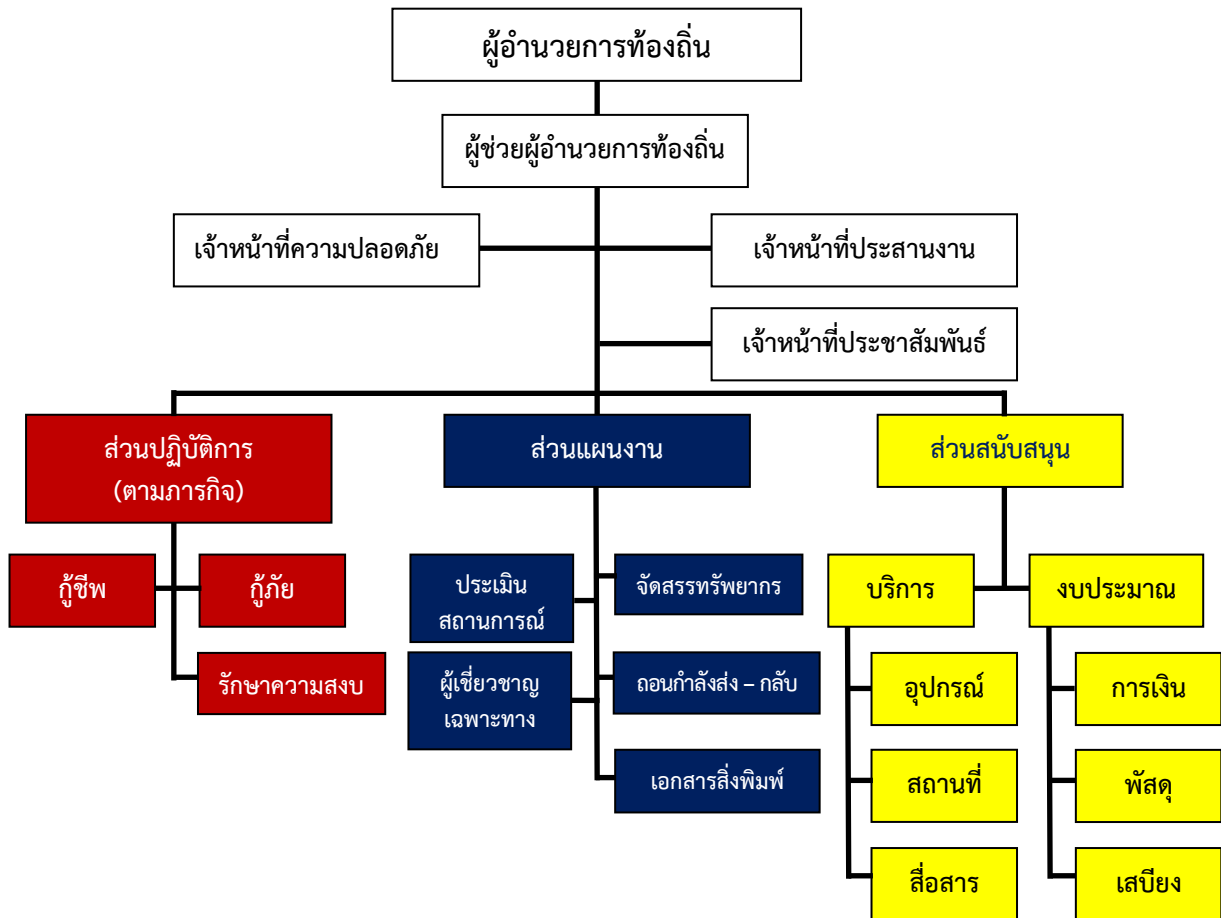 ผู้อำนวยการท้องถิ่น
ผู้ช่วยผู้อำนวยการท้องถิ่น
เจ้าหน้าที่ความปลอดภัย
เจ้าหน้าที่ประสานงาน
เจ้าหน้าที่ประชาสัมพันธ์
ส่วนปฏิบัติการ
(ตามภารกิจ)
ส่วนแผนงาน
ส่วนสนับสนุน
กู้ชีพ
กู้ภัย
รักษาความสงบ
ประเมิน
สถานการณ์
จัดสรรทรัพยากร
ผู้เชี่ยวชาญ
เฉพาะทาง
ถอนกำลังส่ง – กลับ
เอกสารสิ่งพิมพ์
บริการ
งบประมาณ
อุปกรณ์
การเงิน
สถานที่
พัสดุ
สื่อสาร
เสบียง